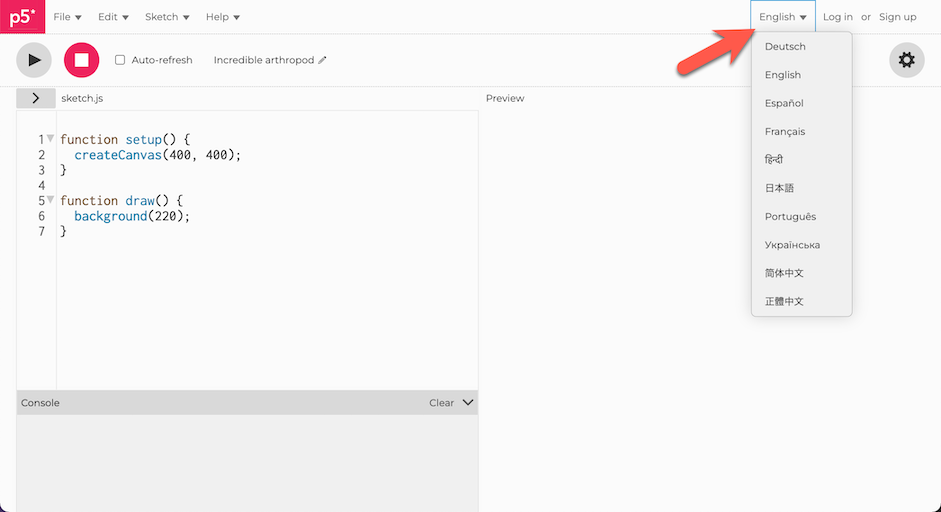 p5*
File
Edit
Sketch
Help
English
Log in or Sign up
Auto-refresh
Incredible arthropod
sketch.js
Preview
1 function setup() {
2 createCanvas(400, 400);
3 }
4
5 function draw() {
6 background(220);
7 }
Console
Clear
Deutsch
English
Español
Français
हिन्दी
日本語
Português
Українська
简体中文
正體中文